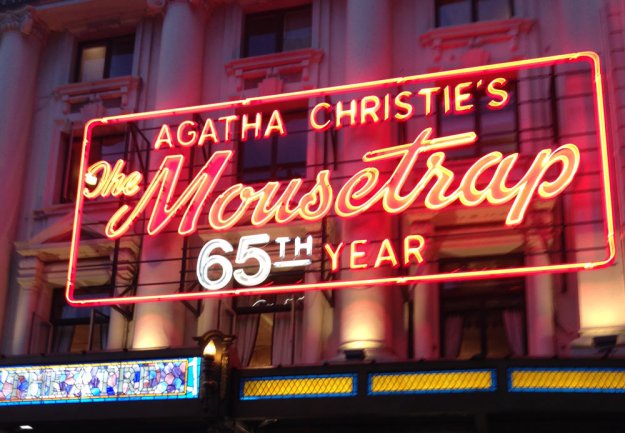 AGATHA CHRISTIE'S
The Mousetrap
65TH YEAR